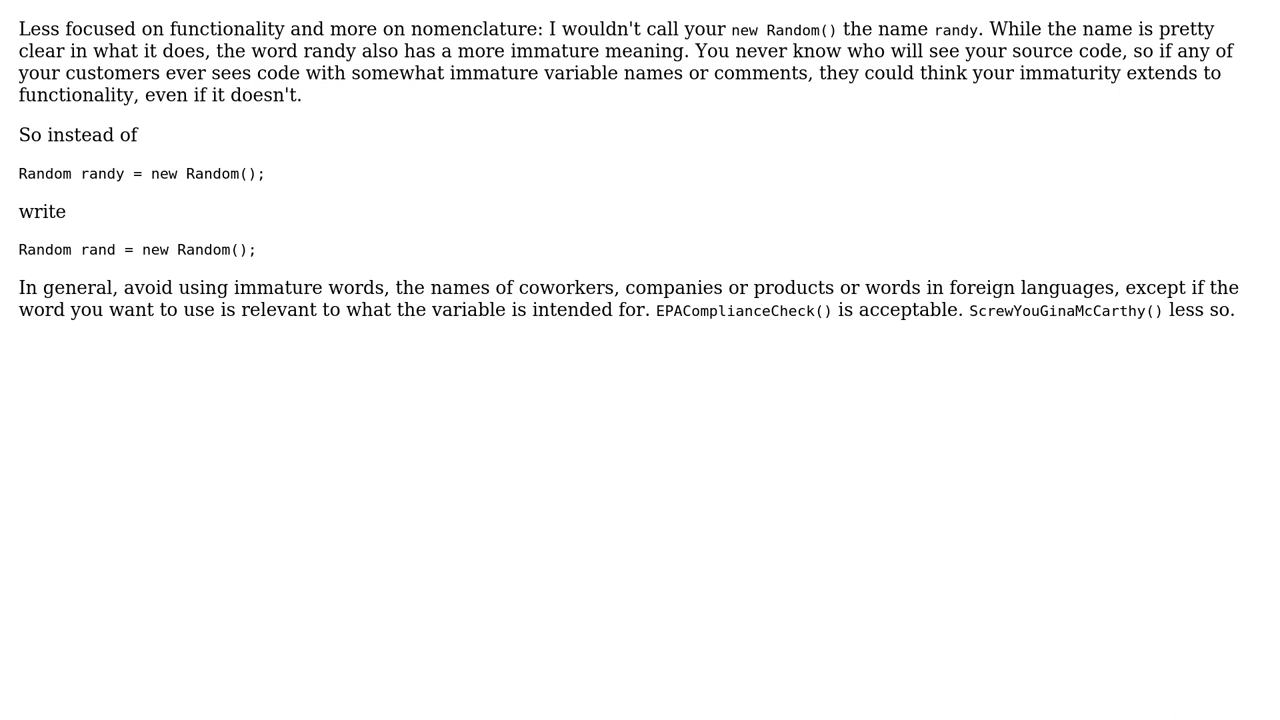 Less focused on functionality and more on nomenclature: I wouldn't call your new Random() the name randy. While the name is pretty
clear in what it does, the word randy also has a more immature meaning. You never know who will see your source code, so if any of
your customers ever sees code with somewhat immature variable names or comments, they could think your immaturity extends to
functionality, even if it doesn't.
So instead of
Random randy = new Random();
write
Random rand = new Random();
In general, avoid using immature words, the names of coworkers, companies or products or words in foreign languages, except if the
word you want to use is relevant to what the variable is intended for. EPAComplianceCheck() is acceptable. ScrewYouGinaMcCarthy() less so.